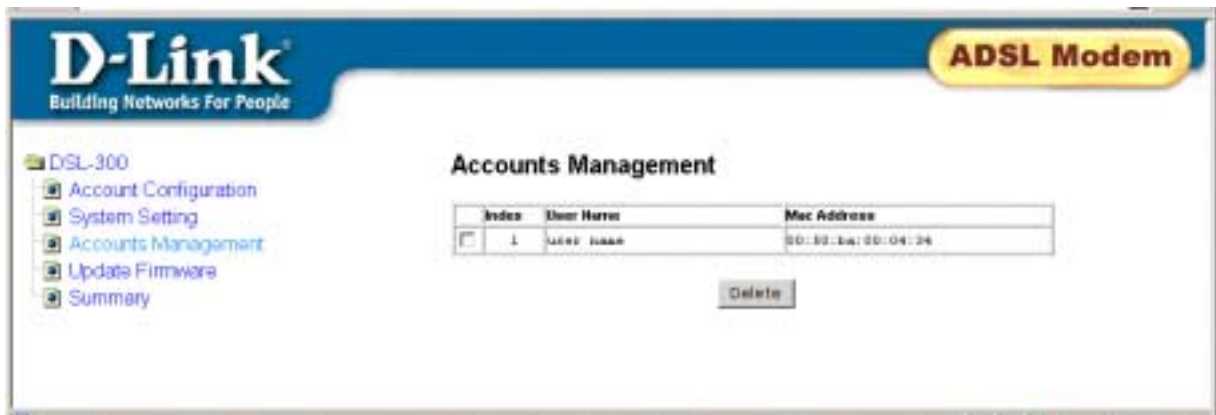 D-Link
Building Networks For People
ADSL Modem
DSL-300
Account Configuration
System Setting
Accounts Management
Update Firmware
Summary
Accounts Management
Index User Name Mac Address
1 user name
Delete